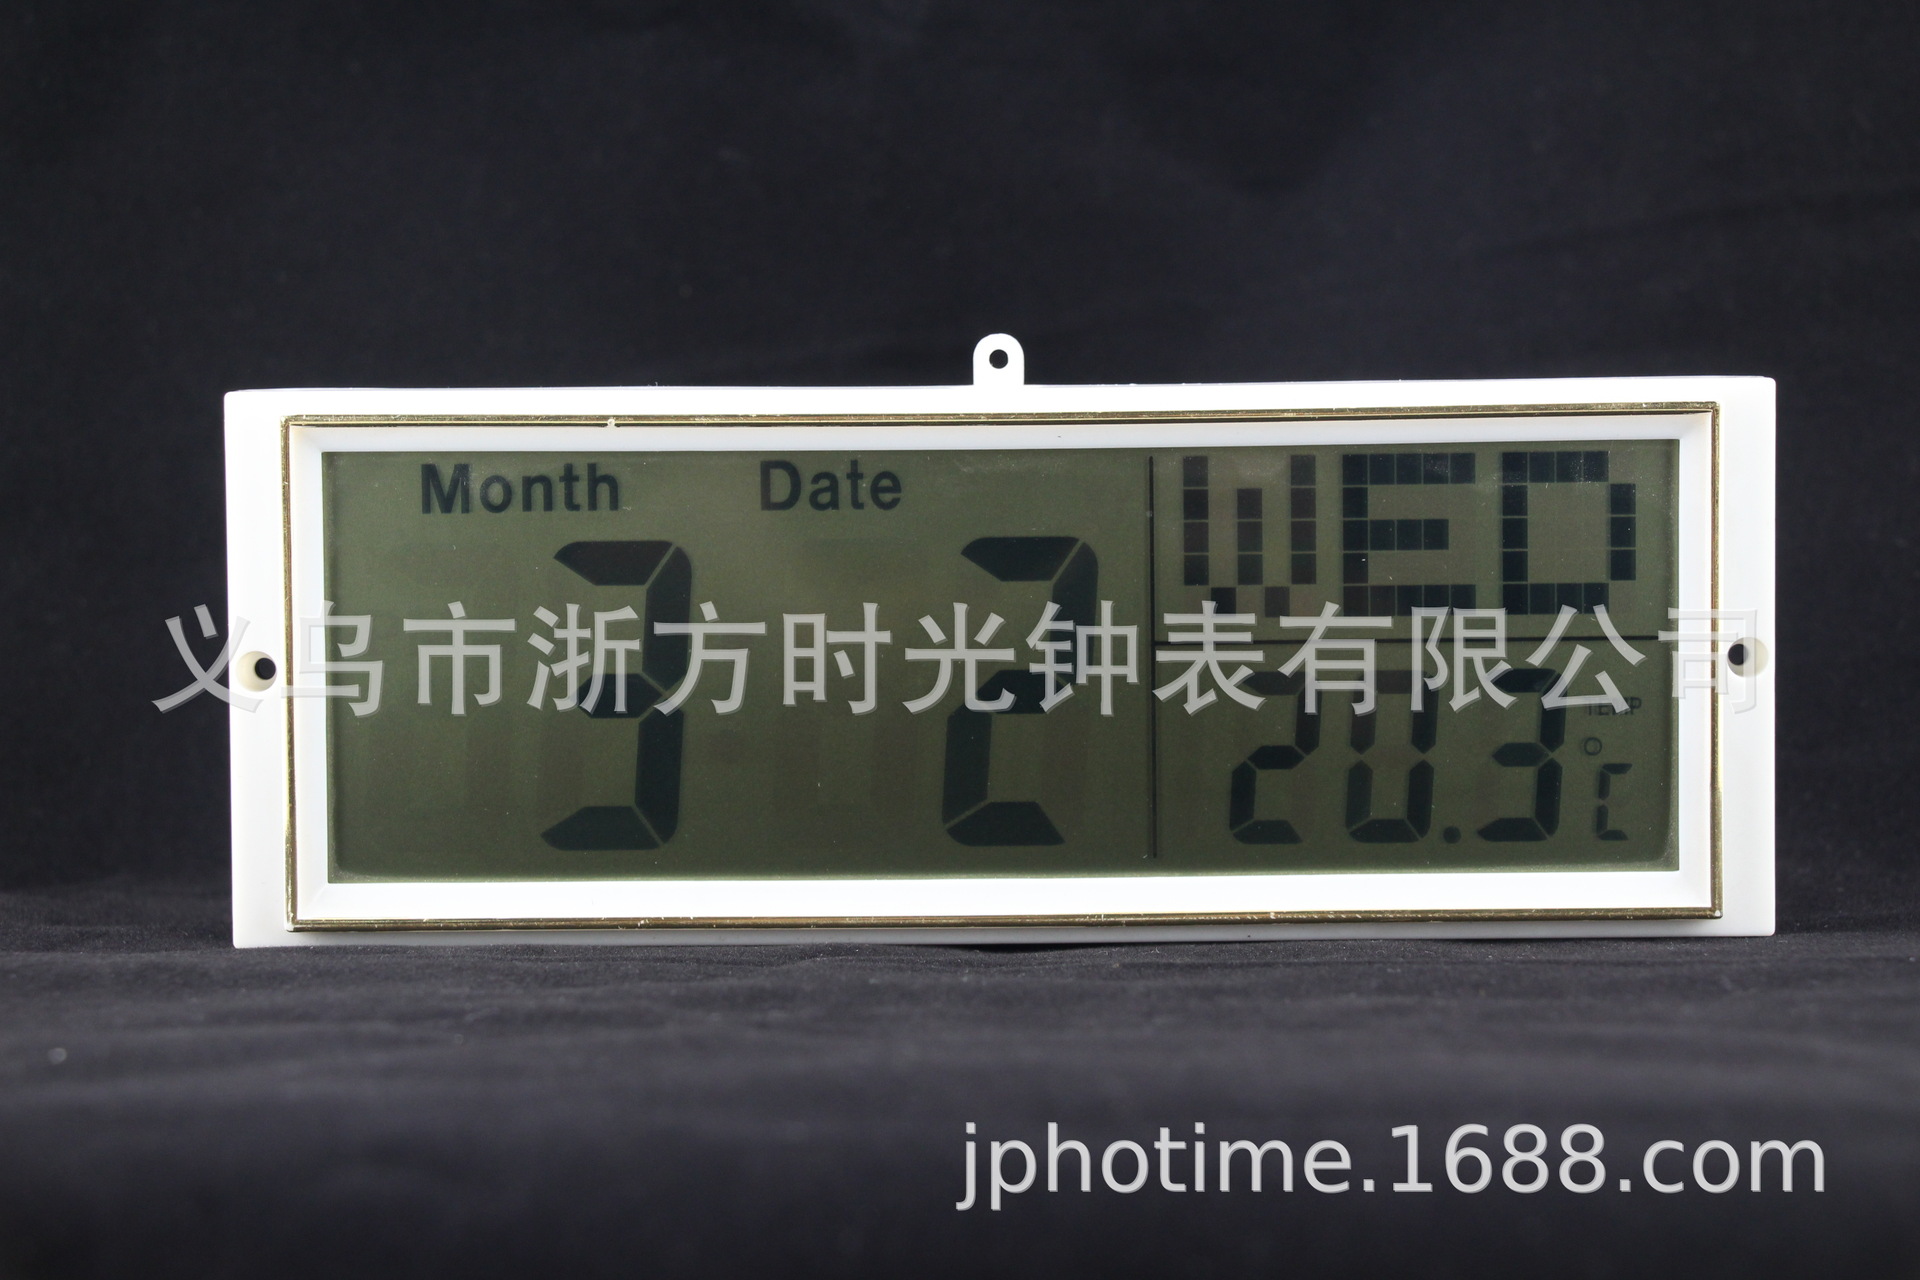 Month Date WED
3 2
义乌市浙方时光钟表有限公司
20.3 TEMP °C
jphotime.1688.com